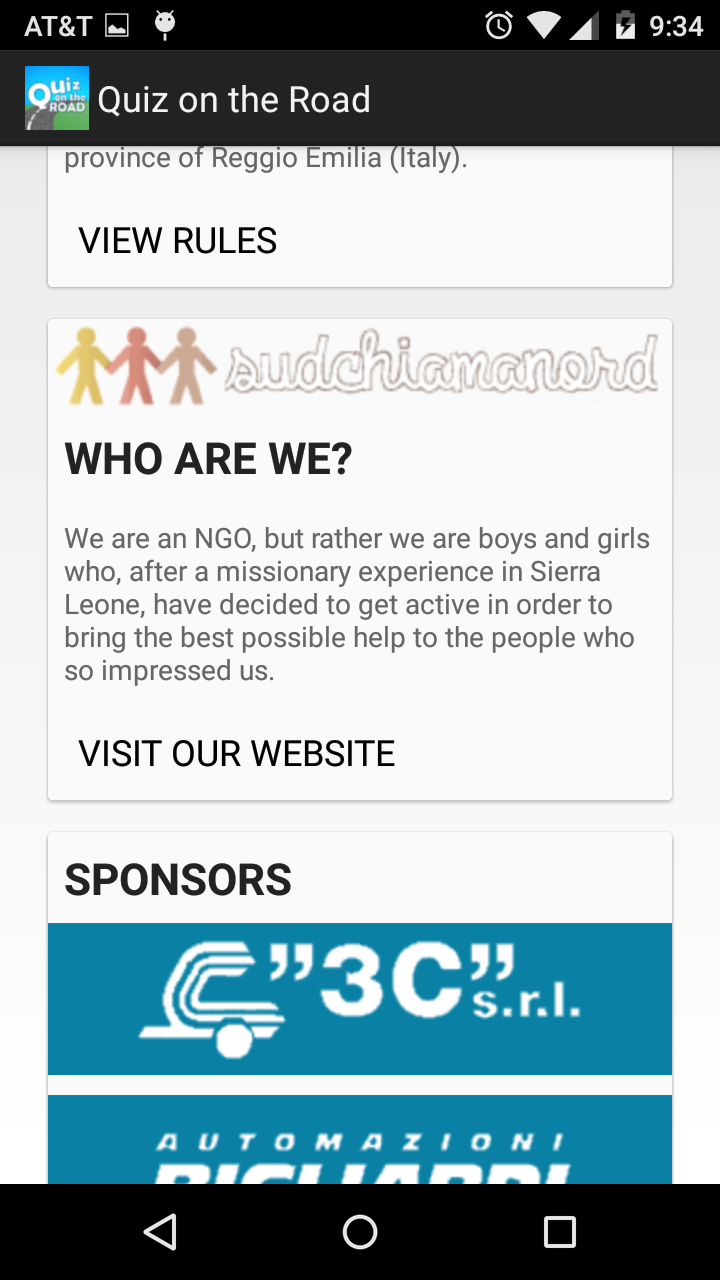 AT&T 9:34
Quiz on the ROAD
Quiz on the Road
province of Reggio Emilia (Italy).
VIEW RULES
sudchiamanord
WHO ARE WE?
We are an NGO, but rather we are boys and girls
who, after a missionary experience in Sierra
Leone, have decided to get active in order to
bring the best possible help to the people who
so impressed us.
VISIT OUR WEBSITE
SPONSORS
"3C" s.r.l.
AUTOMAZIONI